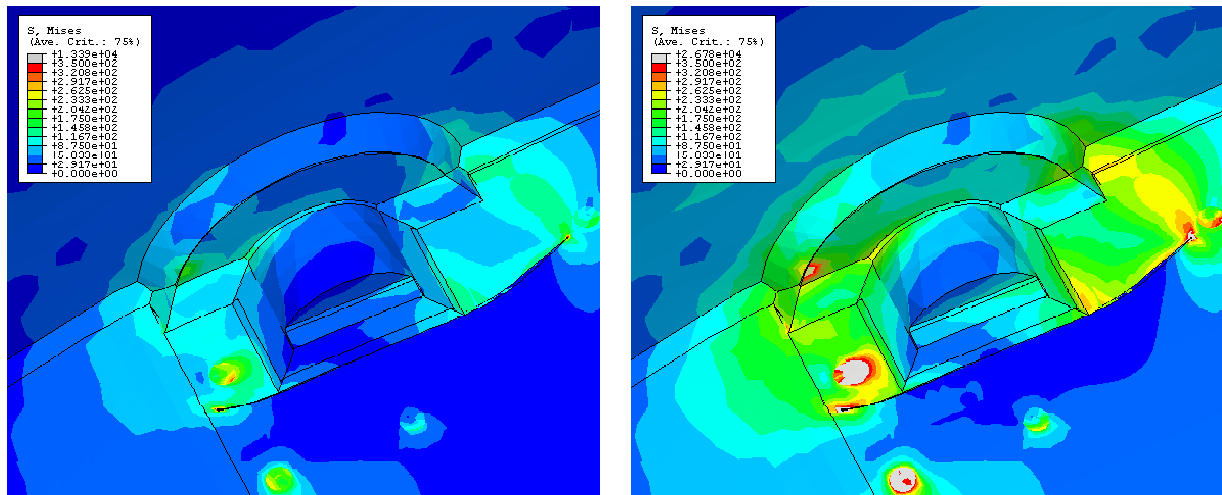 S, Mises
(Ave. Crit.: 75%)
+1.339e+04
+3.500e+02
+3.208e+02
+2.917e+02
+2.625e+02
+2.333e+02
+2.042e+02
+1.750e+02
+1.458e+02
+1.167e+02
+8.750e+01
+5.000e+01
+2.917e+01
+0.000e+00
S, Mises
(Ave. Crit.: 75%)
+2.678e+04
+3.500e+02
+3.208e+02
+2.917e+02
+2.625e+02
+2.333e+02
+2.042e+02
+1.750e+02
+1.458e+02
+1.167e+02
+8.750e+01
+5.000e+01
+2.917e+01
+0.000e+00